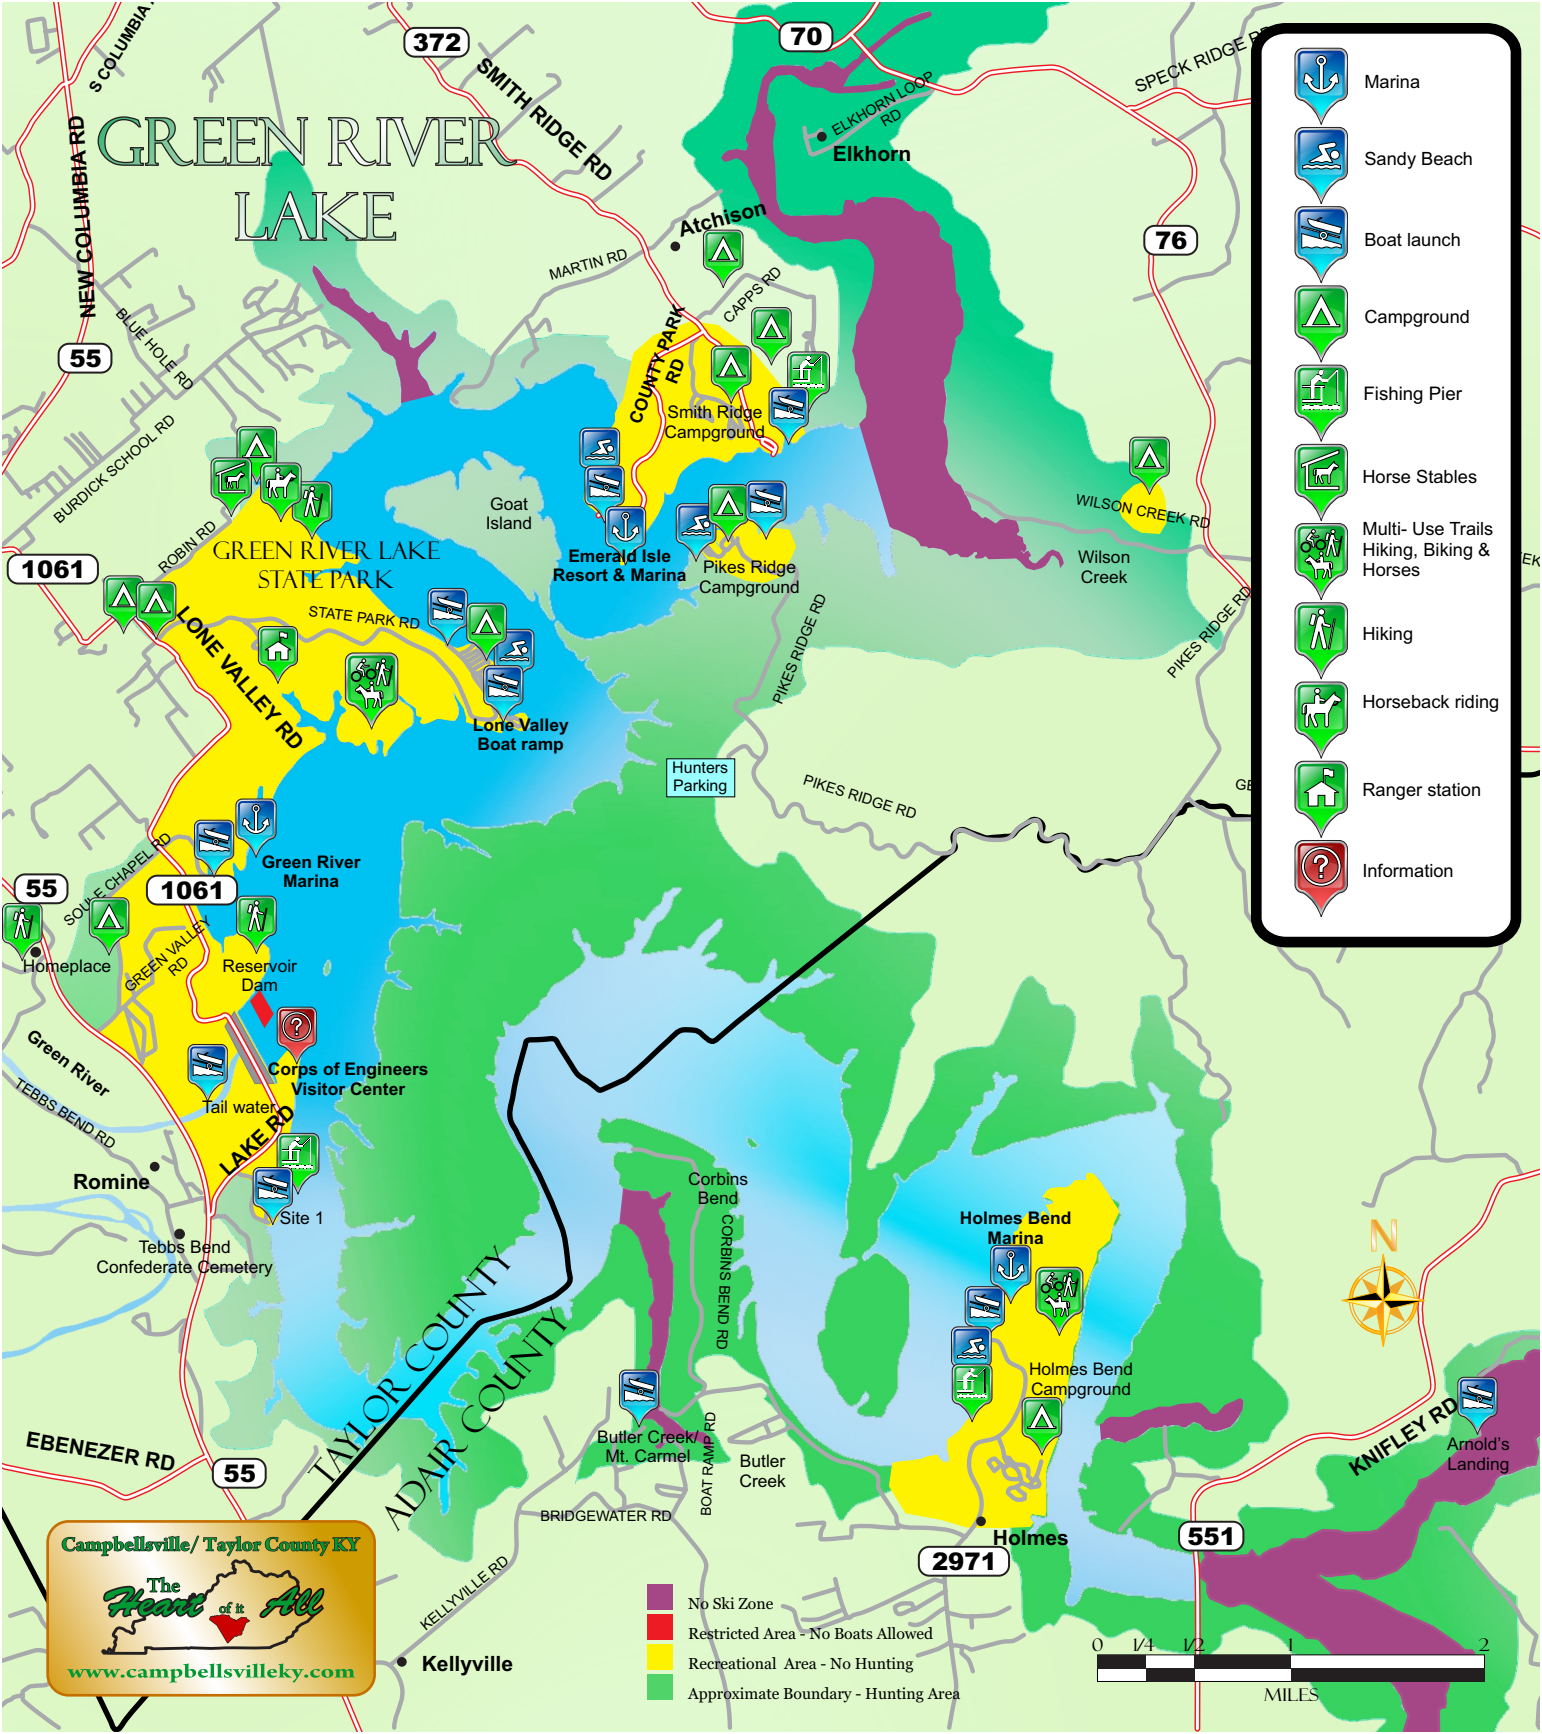 S COLUMBIA
372
70
SPECK RIDGE RD
SMITH RIDGE RD
ELKHORN LOOP
RD
Elkhorn
GREEN RIVER
LAKE
NEW COLUMBIA RD
Atchison
76
MARTIN RD
CAPPS RD
BLUE HOLE RD
55
COUNTY PARK
RD
Smith Ridge
Campground
BURDICK SCHOOL RD
Goat
Island
WILSON CREEK RD
ROBIN RD
GREEN RIVER LAKE
STATE PARK
Emerald Isle
Resort & Marina
Pikes Ridge
Campground
Wilson
Creek
1061
STATE PARK RD
LONE VALLEY RD
PIKES RIDGE RD
PIKES RIDGE RD
Lone Valley
Boat ramp
Hunters
Parking
PIKES RIDGE RD
GE
EK
SOULE CHAPEL RD
Green River
Marina
55
1061
GREEN VALLEY
RD
Homeplace
Reservoir
Dam
Green River
Corps of Engineers
Visitor Center
TEBBS BEND RD
Tail water
LAKE RD
Romine
Site 1
Tebbs Bend
Confederate Cemetery
Corbins
Bend
CORBINS BEND RD
Holmes Bend
Marina
N
TAYLOR COUNTY
ADAIR COUNTY
Holmes Bend
Campground
EBENEZER RD
55
Butler Creek/
Mt. Carmel
BOAT RAMP RD
Butler
Creek
KNIFLEY RD
Arnold's
Landing
BRIDGEWATER RD
Holmes
2971
551
KELLYVILLE RD
Kellyville
Marina
Sandy Beach
Boat launch
Campground
Fishing Pier
Horse Stables
Multi- Use Trails
Hiking, Biking &
Horses
Hiking
Horseback riding
Ranger station
Information
Campbellsville/ Taylor County KY
The
Heart of it All
www.campbellsvilleky.com
No Ski Zone
Restricted Area - No Boats Allowed
Recreational Area - No Hunting
Approximate Boundary - Hunting Area
0 1/4 1/2 1 2
MILES